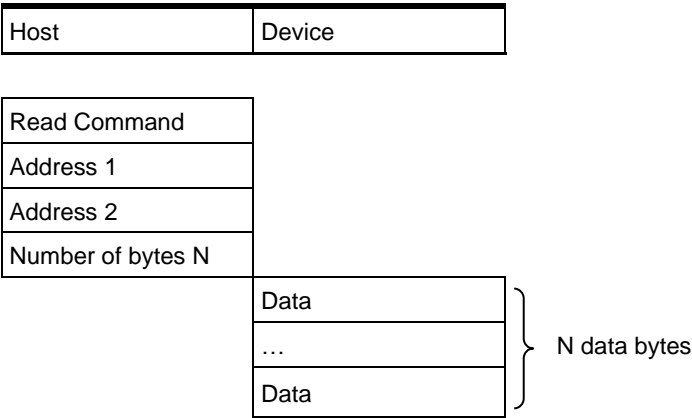 Host Device
Read Command
Address 1
Address 2
Number of bytes N
Data
… N data bytes
Data